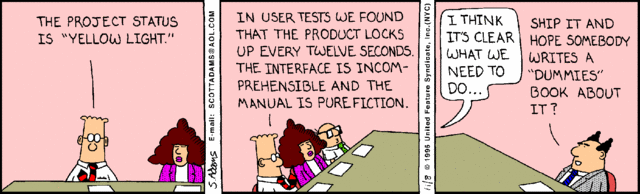 THE PROJECT STATUS
IS "YELLOW LIGHT."
E-mail: SCOTTADAMS@AOL.COM
S.Adams
IN USER TESTS WE FOUND
THAT THE PRODUCT LOCKS
UP EVERY TWELVE SECONDS.
THE INTERFACE IS INCOM-
PREHENSIBLE AND THE
MANUAL IS PURE FICTION.
© 1995 United Feature Syndicate, Inc.(NYC)
11/8
I THINK
IT'S CLEAR
WHAT WE
NEED TO
DO...
SHIP IT AND
HOPE SOMEBODY
WRITES A
"DUMMIES"
BOOK ABOUT
IT?